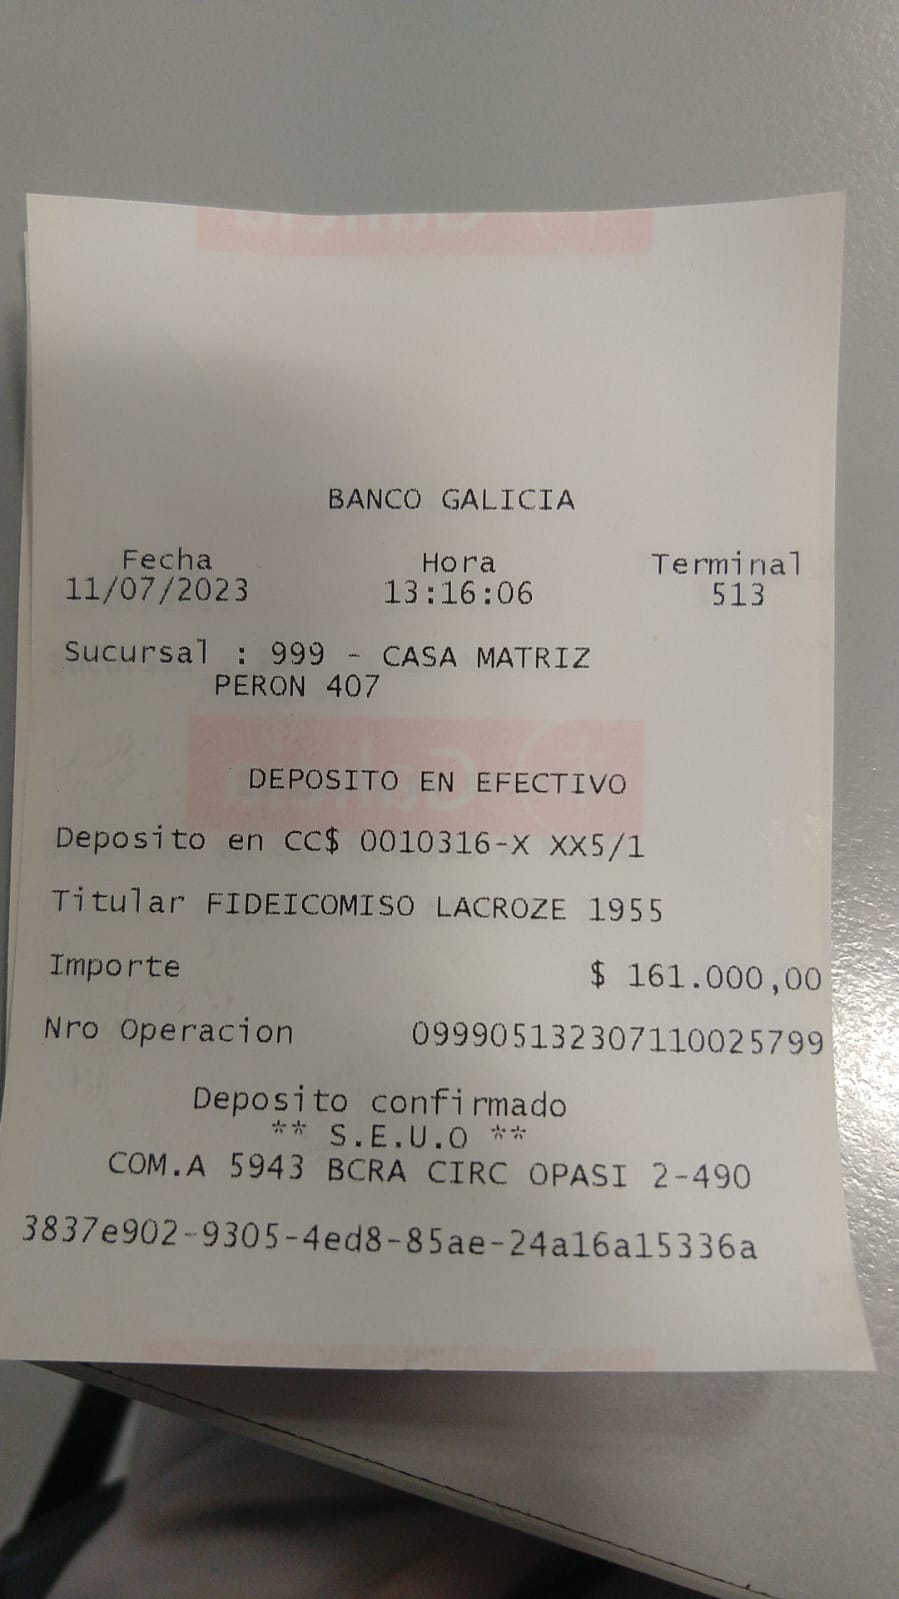 BANCO GALICIA
Fecha Hora Terminal
11/07/2023 13:16:06 513
Sucursal : 999 - CASA MATRIZ
PERON 407
DEPOSITO EN EFECTIVO
Deposito en CC$ 0010316-X XX5/1
Titular FIDEICOMISO LACROZE 1955
Importe $ 161.000,00
Nro Operacion 099905132307110025799
Deposito confirmado
** S.E.U.O **
COM.A 5943 BCRA CIRC OPASI 2-490
3837e902-9305-4ed8-85ae-24a16a15336a